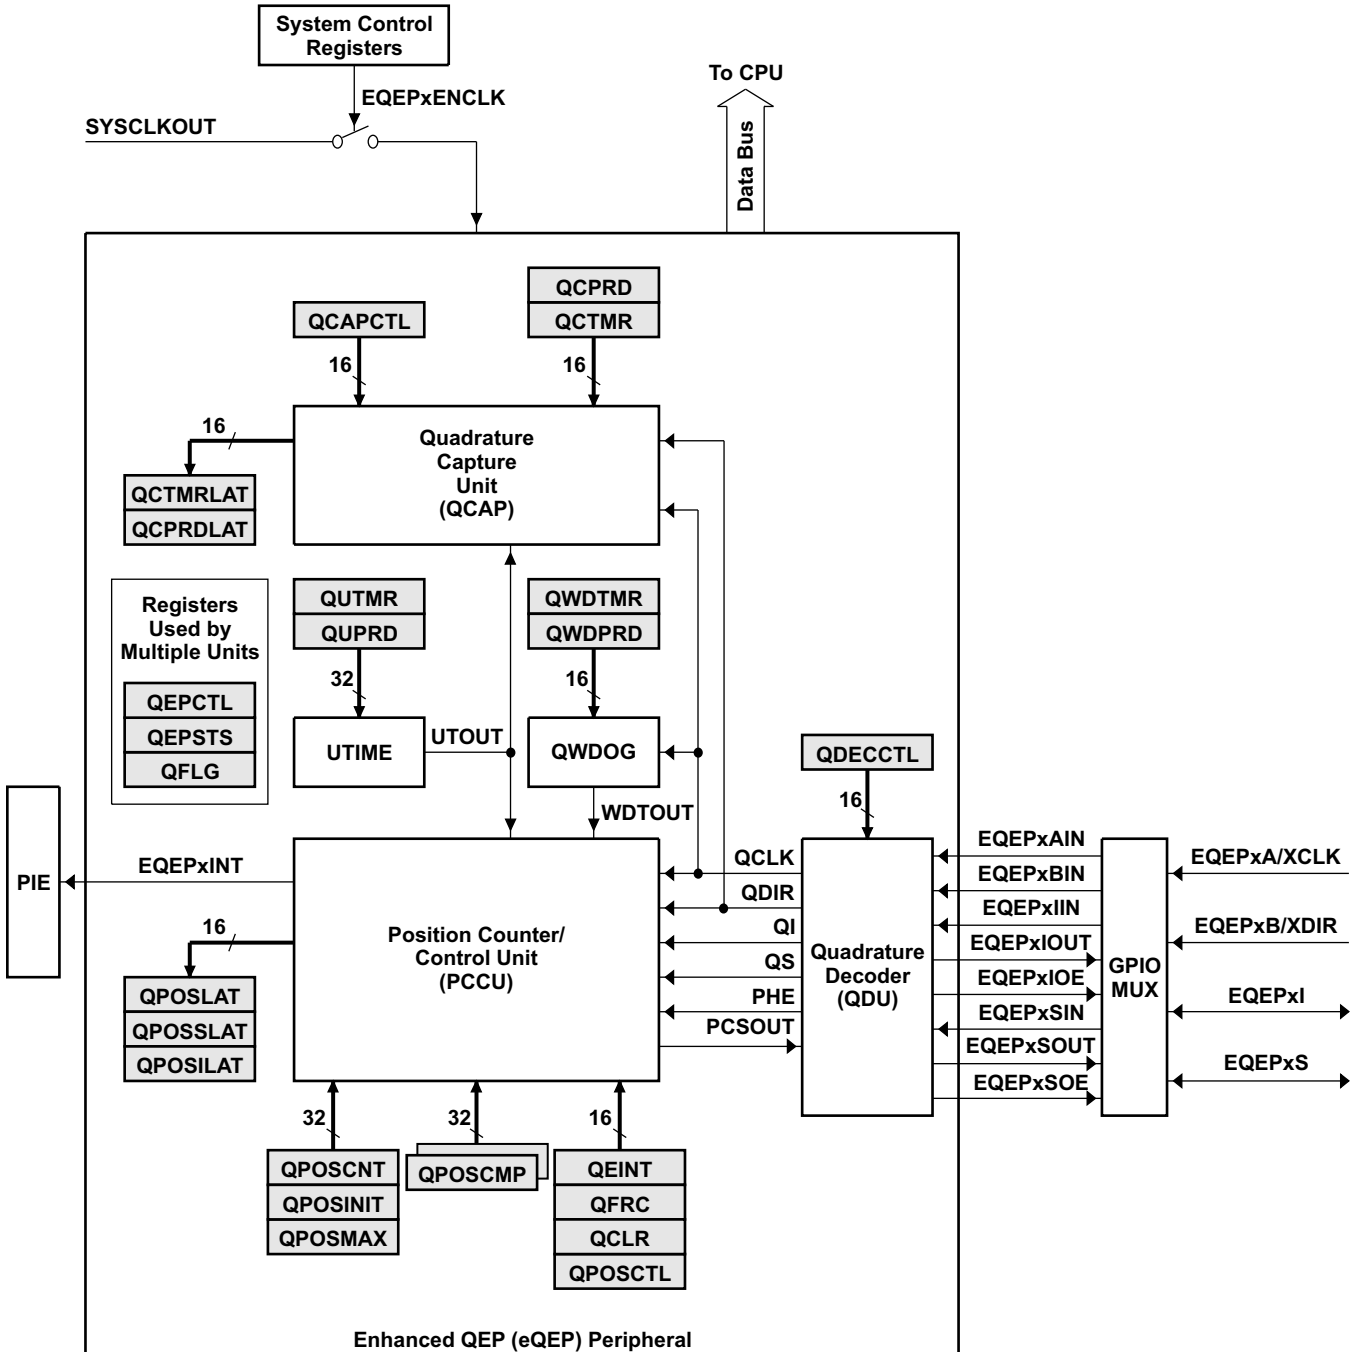 System Control
Registers
To CPU
EQEPxENCLK
SYSCLKOUT
Data Bus
QCPRD
QCAPCTL
QCTMR
16
16
16
Quadrature
Capture
Unit
(QCAP)
QCTMRLAT
QCPRDLAT
Registers
Used by
Multiple Units
QEPCTL
QEPSTS
QFLG
QUTMR
QUPRD
QWDTMR
QWDPRD
32
16
UTIME
UTOUT
QWDOG
QDECCTL
WDTOUT
16
PIE
EQEPxINT
16
Position Counter/
Control Unit
(PCCU)
QCLK
QDIR
QI
QS
PHE
PCSOUT
Quadrature
Decoder
(QDU)
EQEPxAIN
EQEPxBIN
EQEPxIIN
EQEPxIOUT
EQEPxIOE
EQEPxSIN
EQEPxSOUT
EQEPxSOE
GPIO
MUX
EQEPxA/XCLK
EQEPxB/XDIR
EQEPxI
EQEPxS
QPOSLAT
QPOSSLAT
QPOSILAT
32
32
16
QPOSCNT
QPOSINIT
QPOSMAX
QPOSCMP
QEINT
QFRC
QCLR
QPOSCTL
Enhanced QEP (eQEP) Peripheral